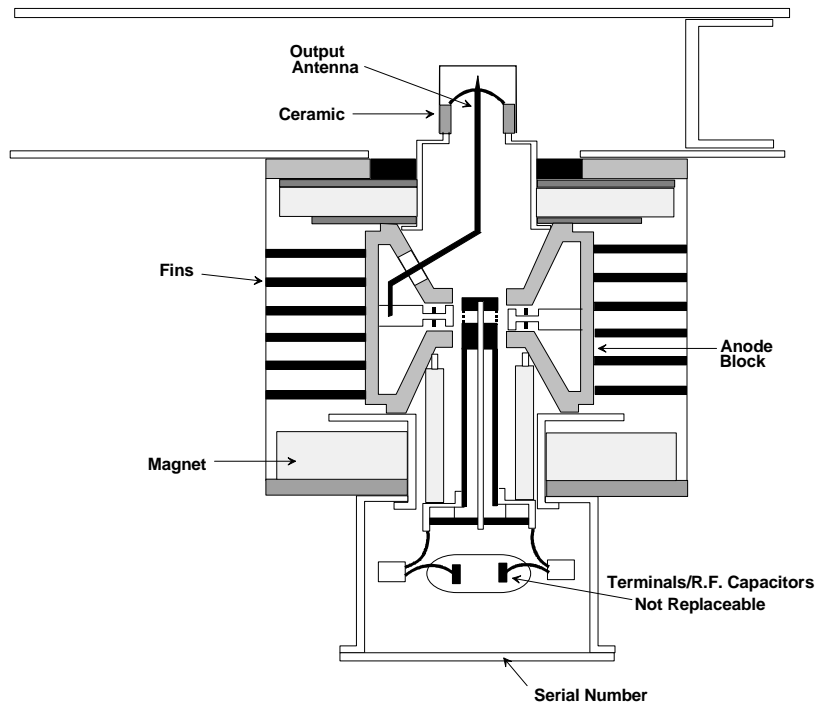 Output
Antenna
Ceramic
Fins
Anode
Block
Magnet
Terminals/R.F. Capacitors
Not Replaceable
Serial Number